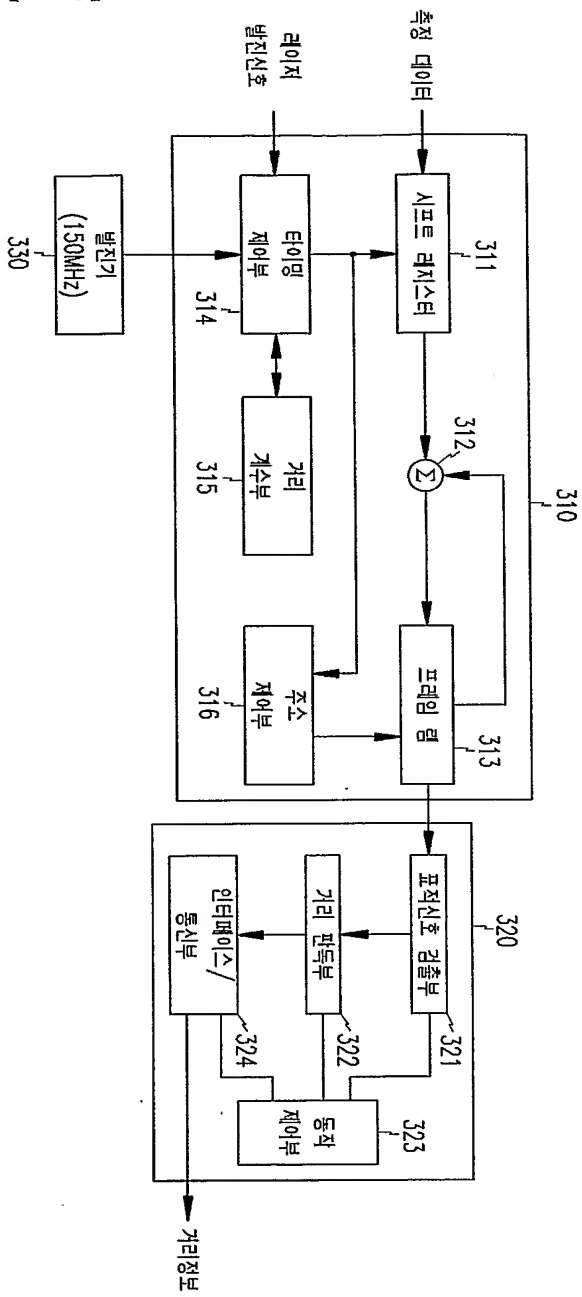 측정 데이터
레이저
발진신호
310
시프트 레지스터
311
312
Σ
프레임 램
313
타이밍
제어부
314
거리
계수부
315
주소
제어부
316
발진기
(150MHz)
330
320
표적신호 검출부
321
거리 판독부
322
인터페이스/
통신부
324
동작
제어부
323
거리정보